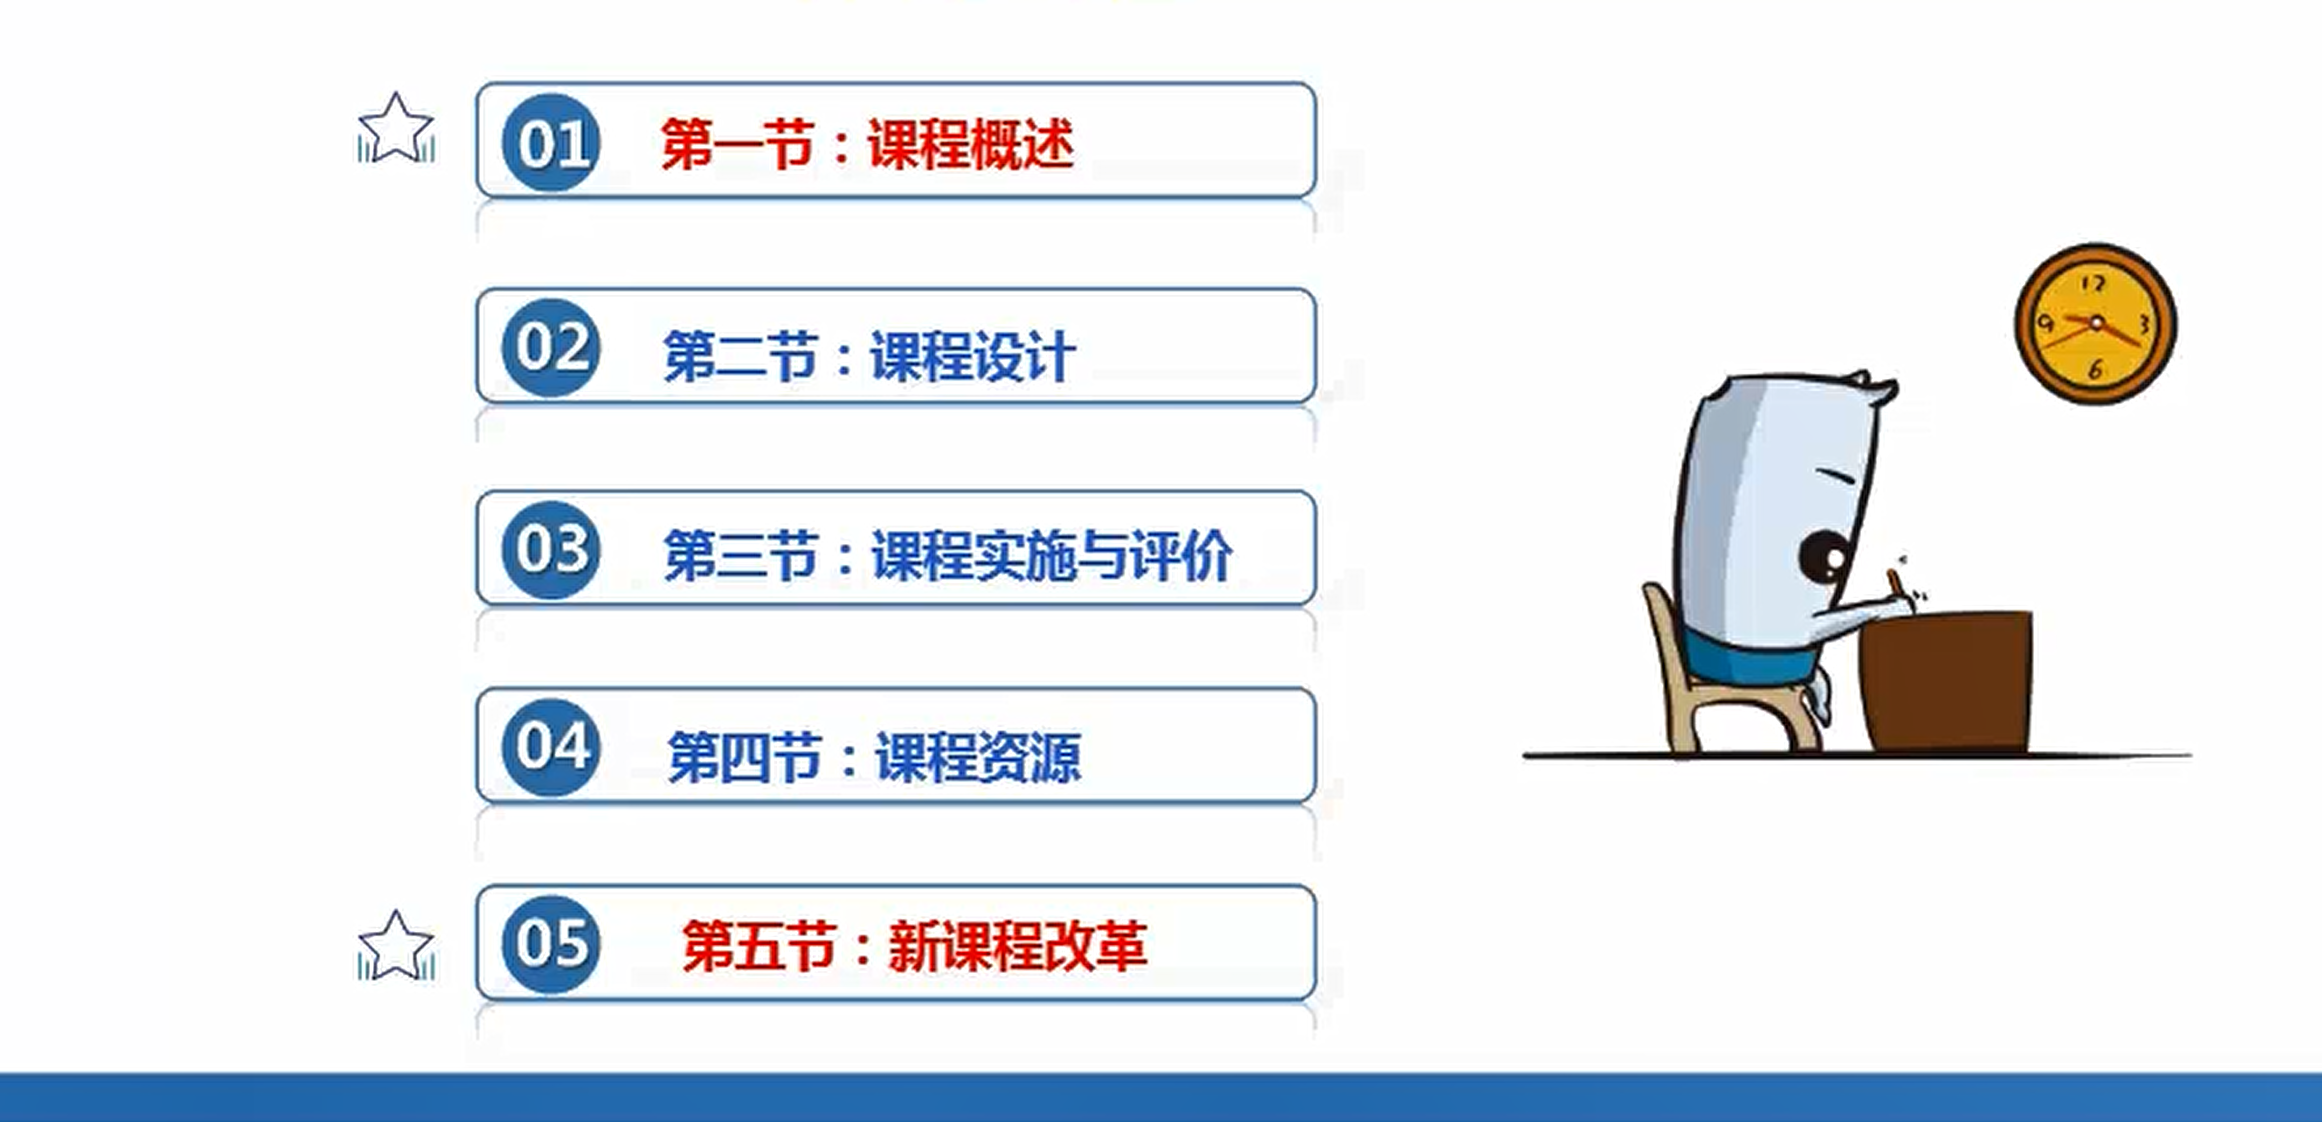 01 第一节：课程概述
02 第二节：课程设计
03 第三节：课程实施与评价
04 第四节：课程资源
05 第五节：新课程改革
12
9 3
6